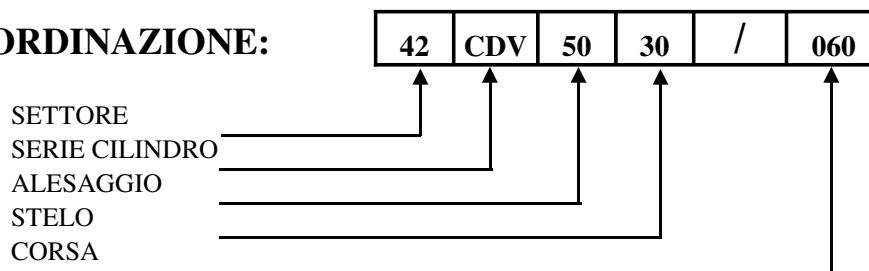 ORDINAZIONE: 42 CDV 50 30 / 060
SETTORE
SERIE CILINDRO
ALESAGGIO
STELO
CORSA